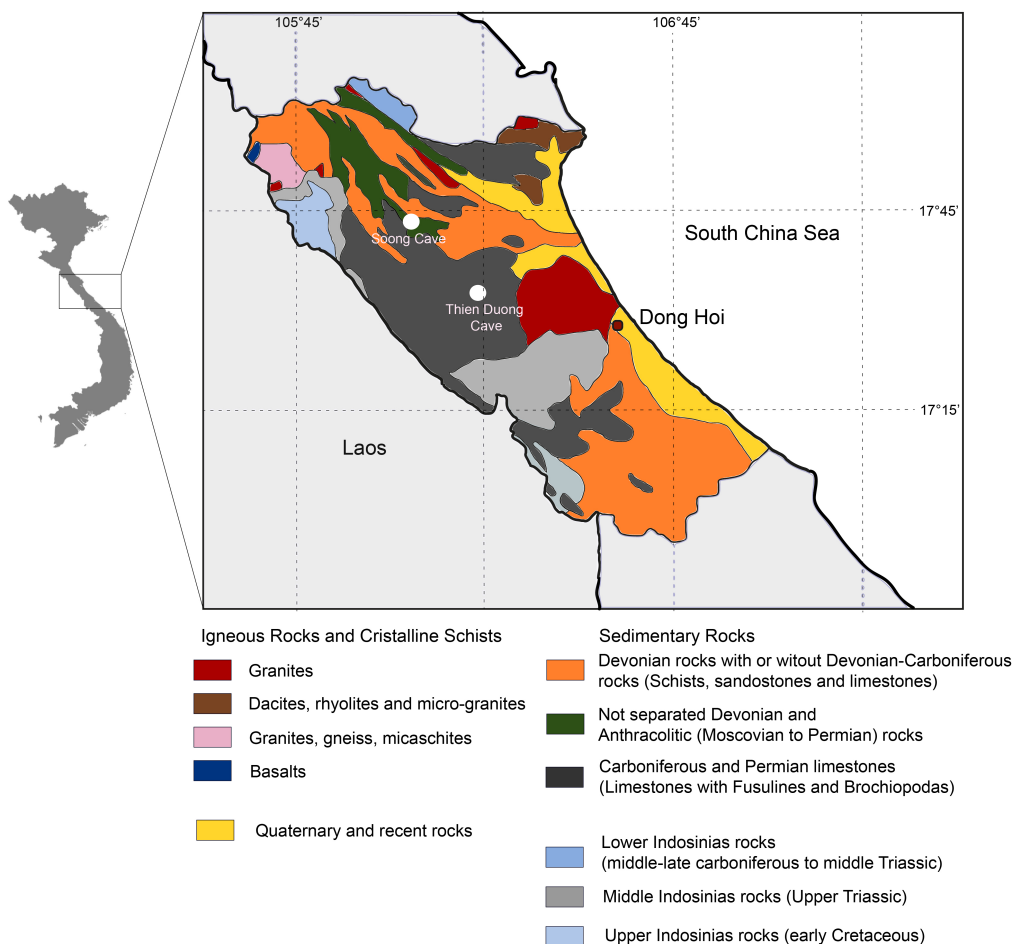 105°45′
106°45′
17°45′
South China Sea
Soong Cave
Thien Duong
Cave
Dong Hoi
17°15′
Laos
Igneous Rocks and Cristalline Schists
Granites
Dacites, rhyolites and micro-granites
Granites, gneiss, micaschites
Basalts
Quaternary and recent rocks
Sedimentary Rocks
Devonian rocks with or witout Devonian-Carboniferous
rocks (Schists, sandostones and limestones)
Not separated Devonian and
Anthracolitic (Moscovian to Permian) rocks
Carboniferous and Permian limestones
(Limestones with Fusulines and Brochiopodas)
Lower Indosinias rocks
(middle-late carboniferous to middle Triassic)
Middle Indosinias rocks (Upper Triassic)
Upper Indosinias rocks (early Cretaceous)